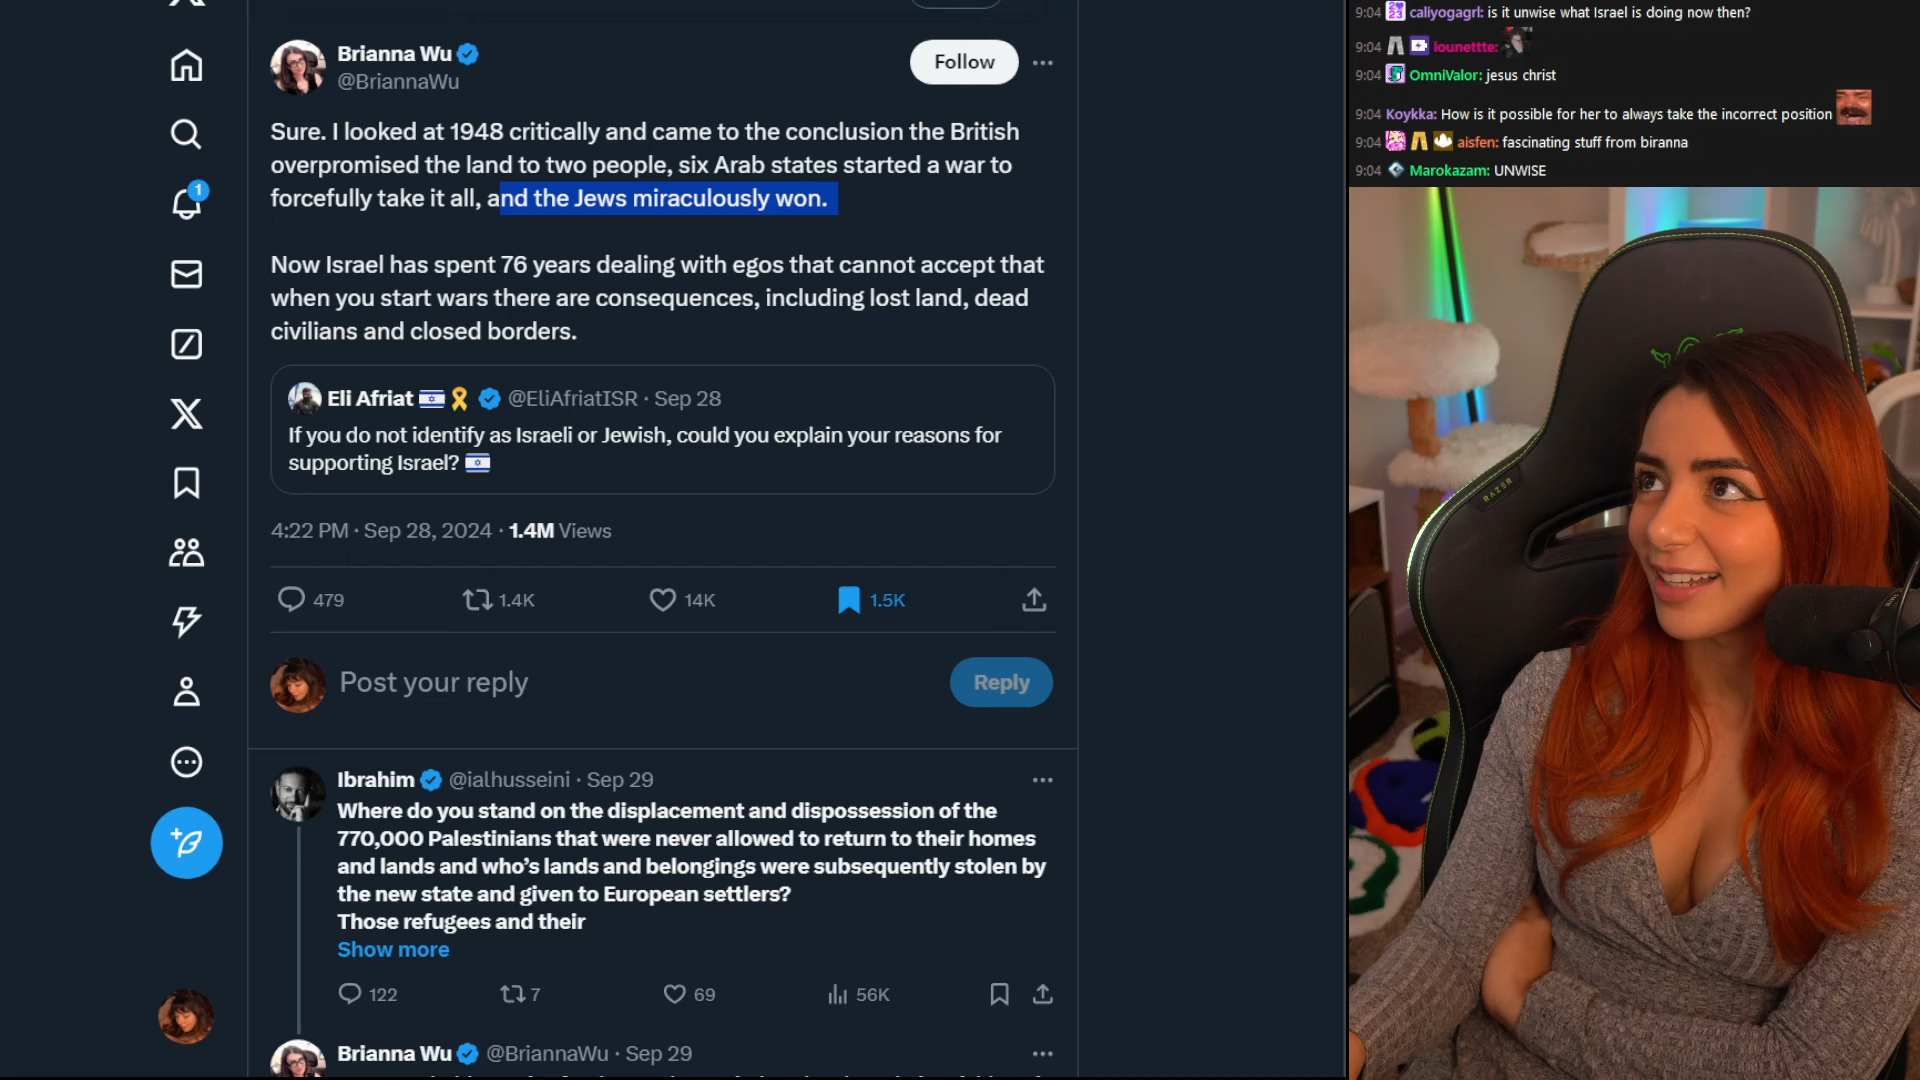 Brianna Wu
@BriannaWu
Follow
Sure. I looked at 1948 critically and came to the conclusion the British
overpromised the land to two people, six Arab states started a war to
forcefully take it all, and the Jews miraculously won.
Now Israel has spent 76 years dealing with egos that cannot accept that
when you start wars there are consequences, including lost land, dead
civilians and closed borders.
Eli Afriat @EliAfriatISR · Sep 28
If you do not identify as Israeli or Jewish, could you explain your reasons for
supporting Israel?
4:22 PM · Sep 28, 2024 · 1.4M Views
479 1.4K 14K 1.5K
Post your reply
Reply
Ibrahim @ialhusseini · Sep 29
Where do you stand on the displacement and dispossession of the
770,000 Palestinians that were never allowed to return to their homes
and lands and who's lands and belongings were subsequently stolen by
the new state and given to European settlers?
Those refugees and their
Show more
122 7 69 56K
Brianna Wu @BriannaWu · Sep 29
1
9:04 caliyogagrl: is it unwise what Israel is doing now then?
9:04 lounettte:
9:04 OmniValor: jesus christ
9:04 Koykka: How is it possible for her to always take the incorrect position
9:04 aisfen: fascinating stuff from biranna
9:04 Marokazam: UNWISE
RAZER